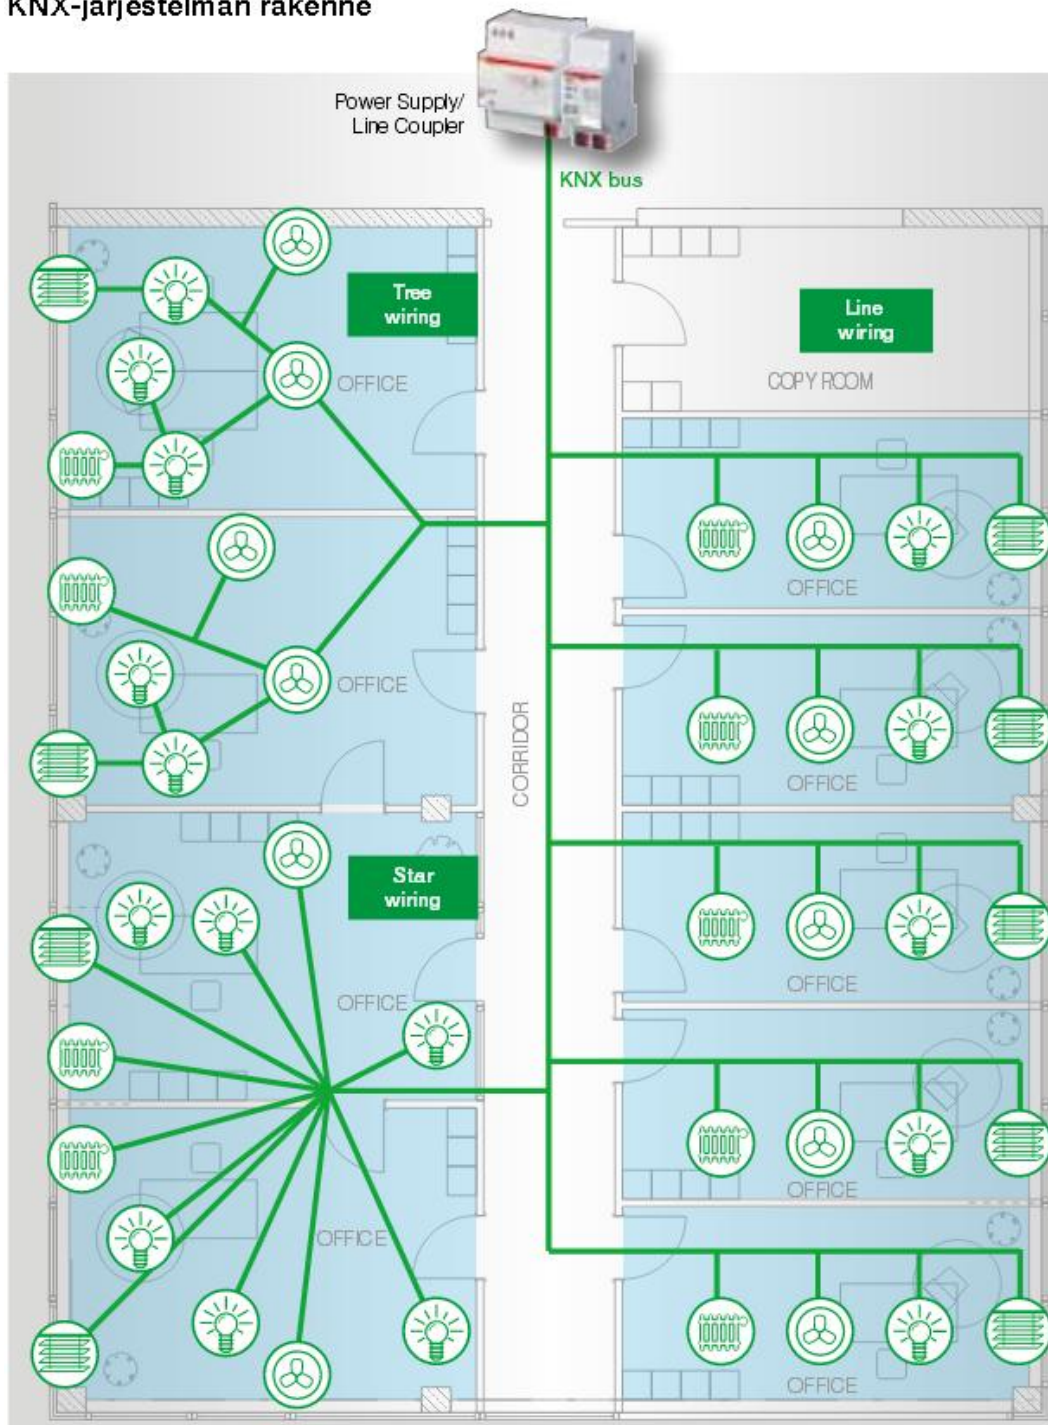 KNX-järjestelmän rakenne
Power Supply/
Line Coupler
KNX bus
Tree
wiring
Line
wiring
OFFICE
COPY ROOM
OFFICE
OFFICE
CORRIDOR
OFFICE
Star
wiring
OFFICE
OFFICE
OFFICE
OFFICE
OFFICE